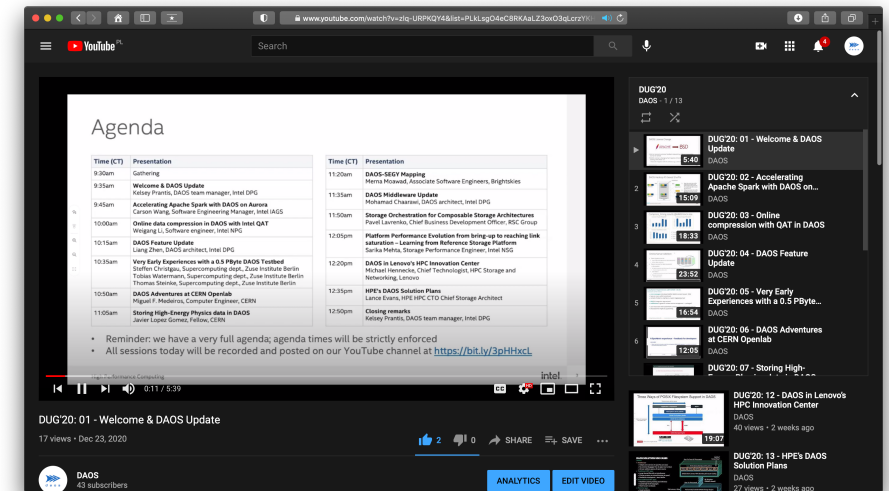 www.youtube.com/watch?v=zlq-URPKQY4&list=PLkLsgO4eC8RKAaLZ3oxO3qLcrzYK
YouTube PL
Search
4
Agenda
Time (CT) Presentation
9:30am Gathering
9:35am Welcome & DAOS Update
Kelsey Prantis, DAOS team manager, Intel DPG
9:45am Accelerating Apache Spark with DAOS on Aurora
Carson Wang, Software Engineering Manager, Intel IAGS
10:00am Online data compression in DAOS with Intel QAT
Weigang Li, Software engineer, Intel NPG
10:15am DAOS Feature Update
Liang Zhen, DAOS architect, Intel DPG
10:35am Very Early Experiences with a 0.5 PByte DAOS Testbed
Steffen Christgau, Supercomputing dept., Zuse Institute Berlin
Tobias Watermann, Supercomputing dept., Zuse Institute Berlin
Thomas Steinke, Supercomputing dept., Zuse Institute Berlin
10:50am DAOS Adventures at CERN Openlab
Miguel F. Medeiros, Computer Engineer, CERN
11:05am Storing High-Energy Physics data in DAOS
Javier Lopez Gomez, Fellow, CERN
Time (CT) Presentation
11:20am DAOS-SEGY Mapping
Merna Moawad, Associate Software Engineers, Brightskies
11:35am DAOS Middleware Update
Mohamad Chaarawi, DAOS architect, Intel DPG
11:50am Storage Orchestration for Composable Storage Architectures
Pavel Lavrenko, Chief Business Development Officer, RSC Group
12:05pm Platform Performance Evolution from bring-up to reaching link
saturation – Learning from Reference Storage Platform
Sarika Mehta, Storage Performance Engineer, Intel NSG
12:20pm DAOS in Lenovo's HPC Innovation Center
Michael Hennecke, Chief Technologist, HPC Storage and
Networking, Lenovo
12:35pm HPE's DAOS Solution Plans
Lance Evans, HPE HPC CTO Chief Storage Architect
12:50pm Closing remarks
Kelsey Prantis, DAOS team manager, Intel DPG
• Reminder: we have a very full agenda; agenda times will be strictly enforced
• All sessions today will be recorded and posted on our YouTube channel at https://bit.ly/3pHHxcL
High Performance Computing
intel
0:11 / 5:39
CC
HD
DUG'20: 01 - Welcome & DAOS Update
17 views • Dec 23, 2020
2
0
SHARE
SAVE
DAOS
43 subscribers
ANALYTICS
EDIT VIDEO
DUG'20
DAOS - 1 / 13
5:40
DUG'20: 01 - Welcome & DAOS
Update
DAOS
2
15:09
DUG'20: 02 - Accelerating
Apache Spark with DAOS on...
DAOS
3
18:33
DUG'20: 03 - Online
compression with QAT in DAOS
DAOS
4
23:52
DUG'20: 04 - DAOS Feature
Update
DAOS
5
16:54
DUG'20: 05 - Very Early
Experiences with a 0.5 PByte...
DAOS
6
12:05
DUG'20: 06 - DAOS Adventures
at CERN Openlab
DAOS
DUG'20: 07 - Storing High-
Three Ways of POSIX Filesystem Support in DAOS
19:07
DUG'20: 12 - DAOS in Lenovo's
HPC Innovation Center
DAOS
40 views • 2 weeks ago
DUG'20: 13 - HPE's DAOS
Solution Plans
DAOS
27 views • 2 weeks ago